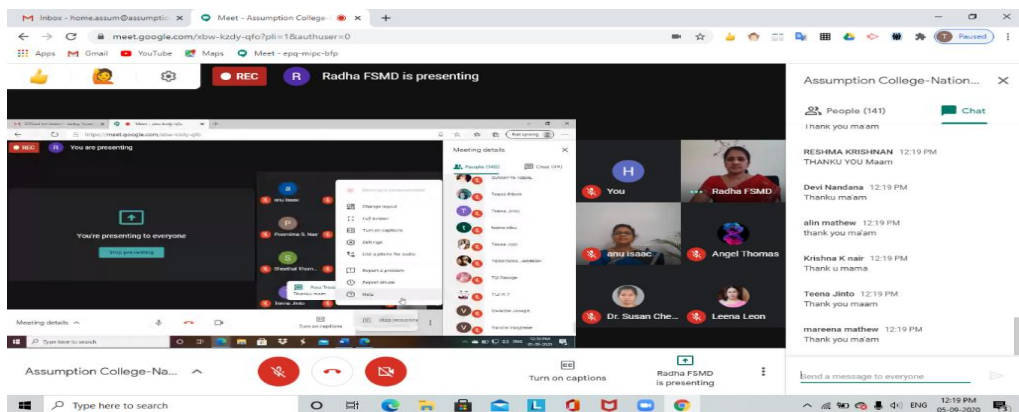 Inbox - home.assum@assumptic
Meet - Assumption College
meet.google.com/xbw-kzdy-qfo?pli=1&authuser=0
Paused
Apps
Gmail
YouTube
Maps
Meet - epq-mipc-bfp
REC
R
Radha FSMD is presenting
Assumption College-Nation...
People (141)
Chat
Thank you ma'am
RESHMA KRISHNAN 12:19 PM
THANKU YOU Maam
Devi Nandana 12:19 PM
Thanku ma'am
alin mathew 12:19 PM
thank you ma'am
Krishna K nair 12:19 PM
Thank u mama
Teena Jinto 12:19 PM
Thank you maam
mareena mathew 12:19 PM
Thank you ma'am
Send a message to everyone
REC
R
You are presenting
Meeting details
People
Chat
You're presenting to everyone
Stop presenting
anu isaac
Poornima S. Nair
Teena Jinto
Change layout
Full screen
Turn on captions
Settings
Use a phone for audio
Report a problem
Report abuse
Help
Teena Jinto
Meeting details
Turn on captions
Type here to search
05-09-2020
H
You
Radha FSMD
anu isaac
Angel Thomas
Dr. Susan Che...
Leena Leon
Assumption College-Na...
Turn on captions
Radha FSMD
is presenting
Type here to search
ENG
12:19 PM
05-09-2020